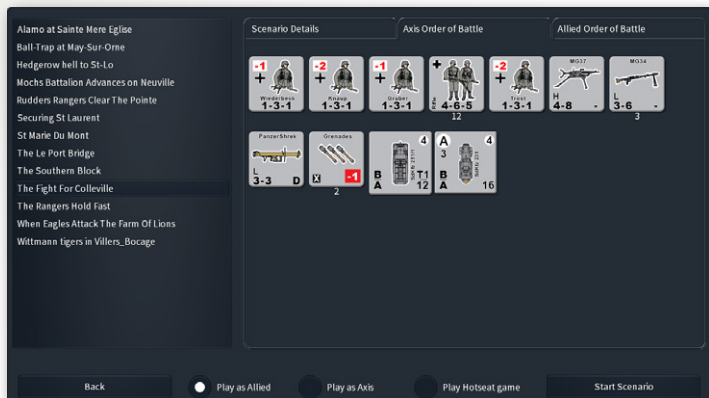 Alamo at Sainte Mere Eglise
Ball-Trap at May-Sur-Orne
Hedgerow hell to St-Lo
Mochs Battalion Advances on Neuville
Rudders Rangers Clear The Pointe
Securing St Laurent
St Marie Du Mont
The Le Port Bridge
The Southern Block
The Fight For Colleville
The Rangers Hold Fast
When Eagles Attack The Farm Of Lions
Wittmann tigers in Villers_Bocage
Scenario Details
Axis Order of Battle
Allied Order of Battle
-1 + 1-3-1
-2 + Knaup 1-3-1
-1 + Gruber 1-3-1
+ Rifle 4-6-5
12
-2 + Trost 1-3-1
MG37 H 4-8 -
MG34 L 3-6 -
3
PanzerShrek L 3-3 D
Grenades X -1
2
4 B T1 A 12
A 4 3 B A 16
Back
Play as Allied
Play as Axis
Play Hotseat game
Start Scenario